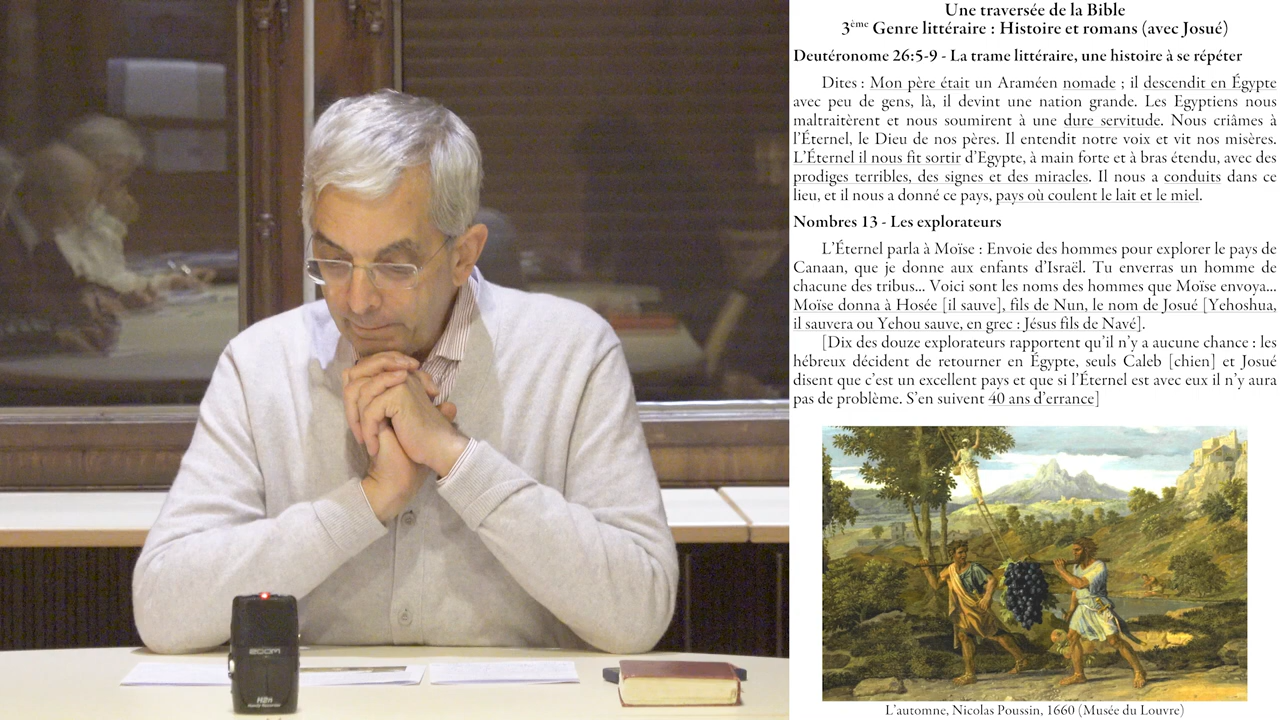 Une traversée de la Bible
3ème Genre littéraire : Histoire et romans (avec Josué)
Deutéronome 26:5-9 - La trame littéraire, une histoire à se répéter
Dites : Mon père était un Araméen nomade ; il descendit en Égypte
avec peu de gens, là, il devint une nation grande. Les Egyptiens nous
maltraitèrent et nous soumirent à une dure servitude. Nous criâmes à
l'Éternel, le Dieu de nos pères. Il entendit notre voix et vit nos misères.
L'Éternel il nous fit sortir d'Egypte, à main forte et à bras étendu, avec des
prodiges terribles, des signes et des miracles. Il nous a conduits dans ce
lieu, et il nous a donné ce pays, pays où coulent le lait et le miel.
Nombres 13 - Les explorateurs
L'Éternel parla à Moïse : Envoie des hommes pour explorer le pays de
Canaan, que je donne aux enfants d'Israël. Tu enverras un homme de
chacune des tribus... Voici sont les noms des hommes que Moïse envoya...
Moïse donna à Hosée [il sauve], fils de Nun, le nom de Josué [Yehoshua,
il sauvera ou Yehou sauve, en grec : Jésus fils de Navé].
[Dix des douze explorateurs rapportent qu'il n'y a aucune chance : les
hébreux décident de retourner en Égypte, seuls Caleb [chien] et Josué
disent que c'est un excellent pays et que si l'Éternel est avec eux il n'y aura
pas de problème. S'en suivent 40 ans d'errance]
L'automne, Nicolas Poussin, 1660 (Musée du Louvre)
ZOOM
H2n
Handy Recorder